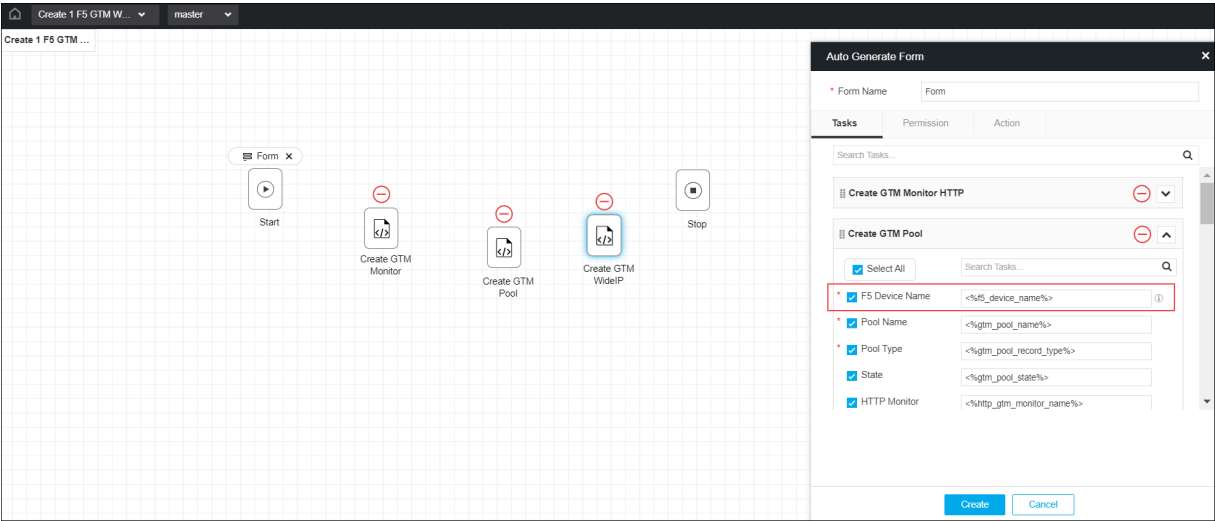 Create 1 F5 GTM W... master
Create 1 F5 GTM ...
Form
Start
Create GTM
Monitor
Create GTM
Pool
Create GTM
WideIP
Stop
Auto Generate Form
* Form Name Form
Tasks Permission Action
Search Tasks...
Create GTM Monitor HTTP
Create GTM Pool
Select All Search Tasks...
* F5 Device Name <%f5_device_name%>
* Pool Name <%gtm_pool_name%>
* Pool Type <%gtm_pool_record_type%>
State <%gtm_pool_state%>
HTTP Monitor <%http_gtm_monitor_name%>
Create Cancel